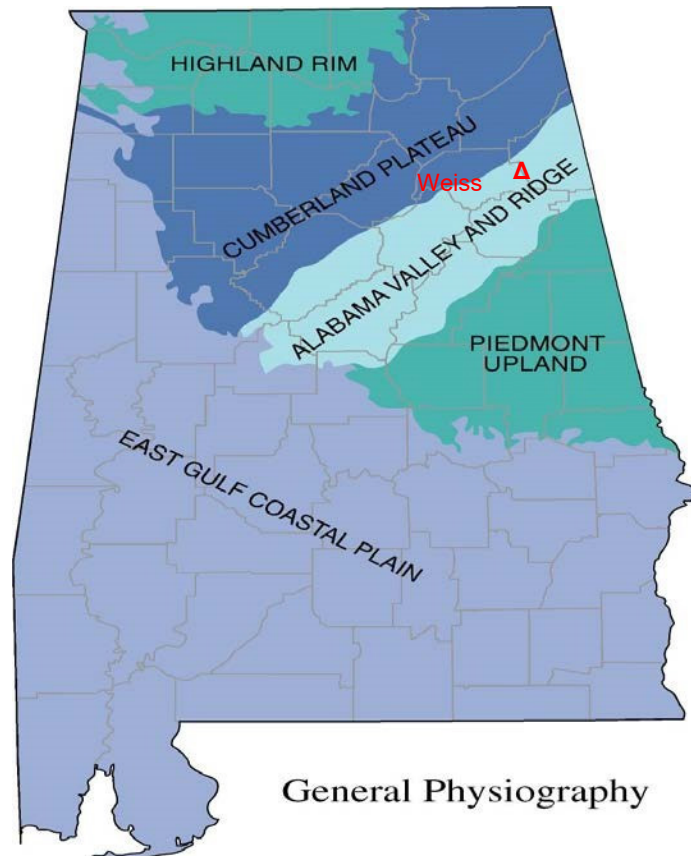 HIGHLAND RIM
CUMBERLAND PLATEAU
Weiss
Δ
ALABAMA VALLEY AND RIDGE
PIEDMONT
UPLAND
EAST GULF COASTAL PLAIN
General Physiography